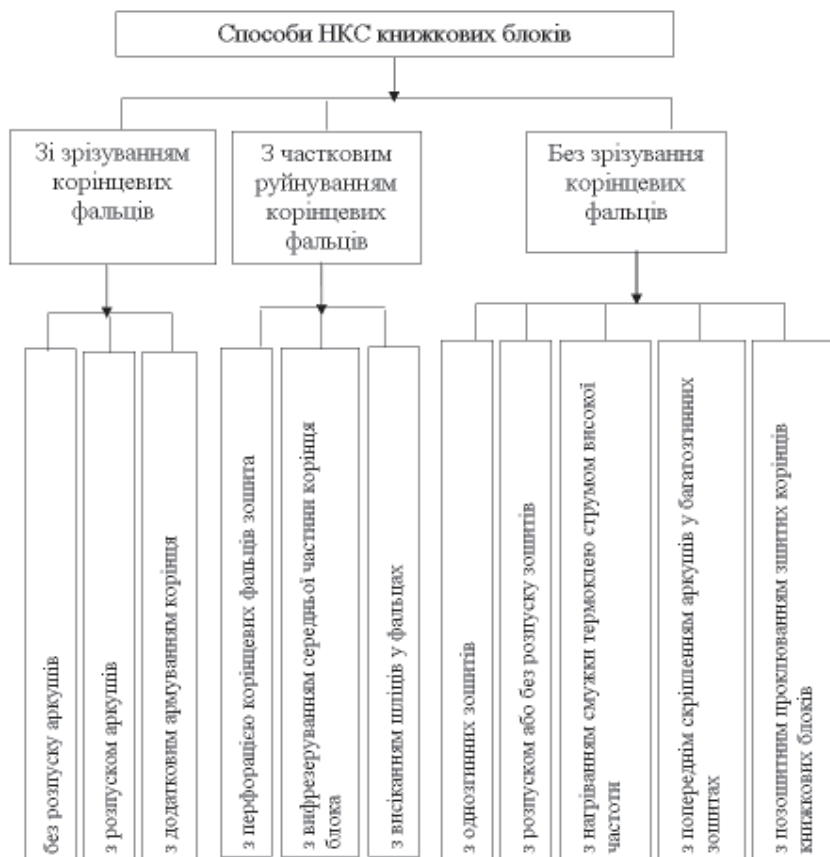 Способи НКС книжкових блоків
Зі зрізуванням
корінцевих
фальців
З частковим
руйнуванням
корінцевих
фальців
Без зрізування
корінцевих
фальців
без розпуску аркушів
з розпуском аркушів
з додатковим армуванням корінця
з перфорацією корінцевих фальців зошита
з вифрезеруванням середньої частини корінця
блока
з висіканням шліців у фальцах
з однозгинних зошитів
з розпуском або без розпуску зошитів
з нагріванням смужки термоклею струмом високої
частоти
з попереднім скріпленням аркушів у багатозгинних
зошитах
з позошитним проклюванням зшитих корінців
книжкових блоків